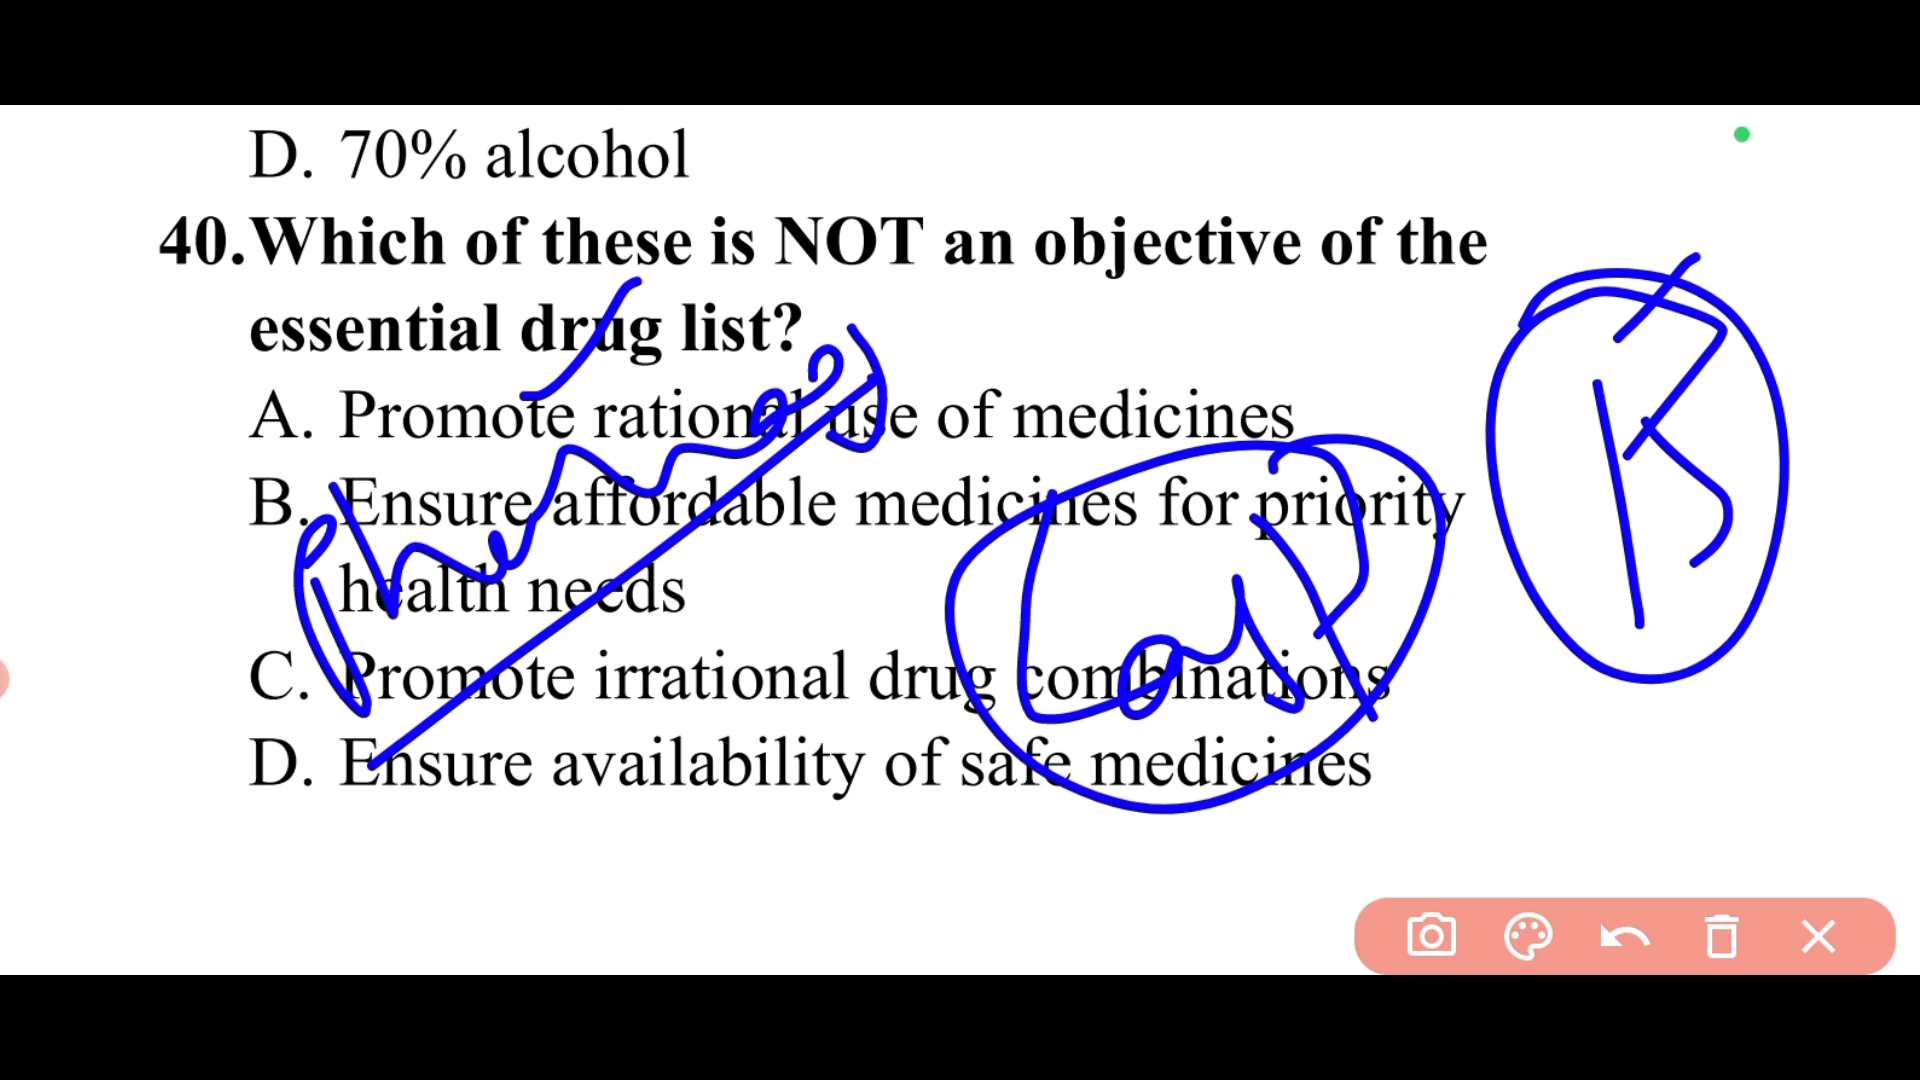 D. 70% alcohol
40. Which of these is NOT an objective of the
essential drug list?
A. Promote rational use of medicines
B. Ensure affordable medicines for priority
health needs
C. Promote irrational drug combinations
D. Ensure availability of safe medicines
B